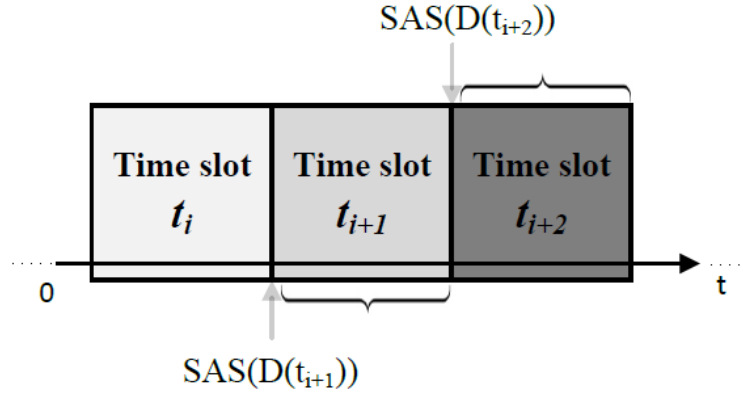 SAS(D(tᵢ₊₂))
Time slot
tᵢ
Time slot
tᵢ₊₁
Time slot
tᵢ₊₂
0
t
SAS(D(tᵢ₊₁))